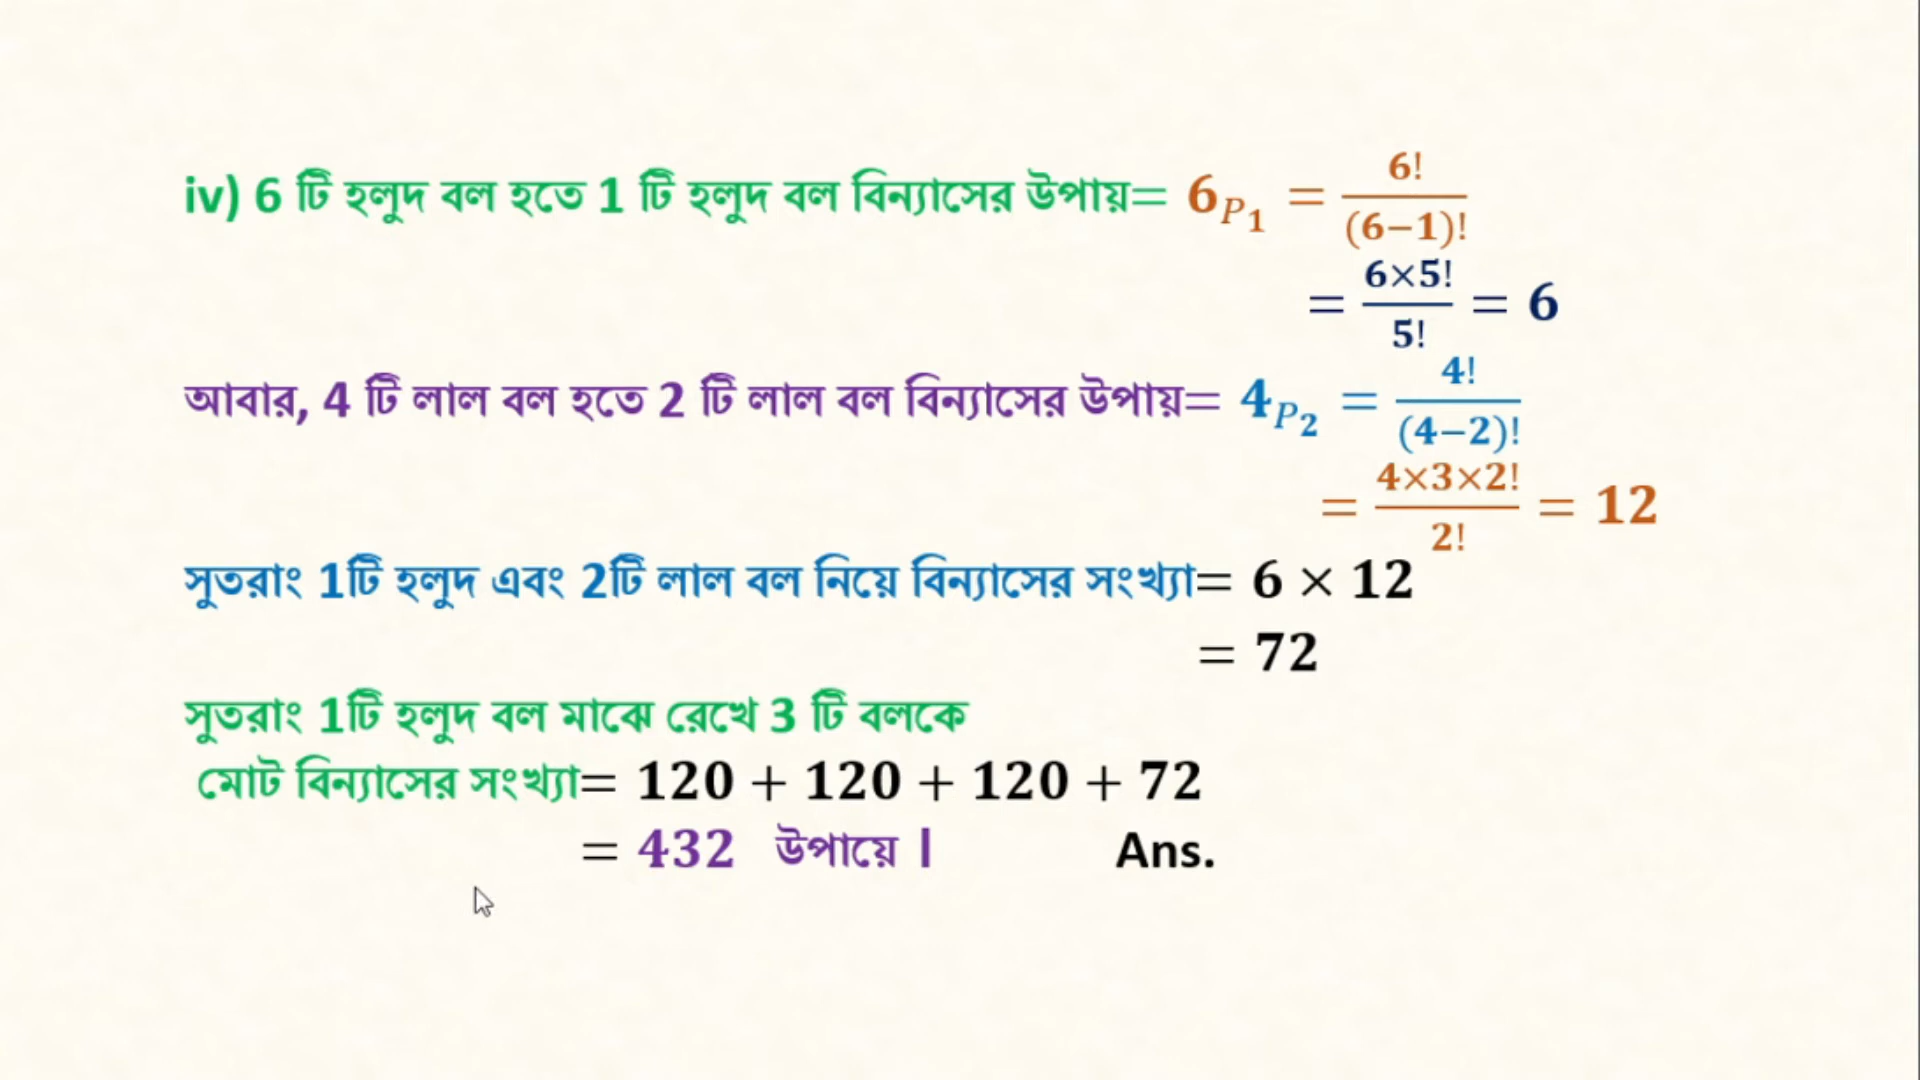 iv) 6 টি হলুদ বল হতে 1 টি হলুদ বল বিন্যাসের উপায়= 6P₁ = 6!/(6−1)!
= 6×5!/5! = 6
আবার, 4 টি লাল বল হতে 2 টি লাল বল বিন্যাসের উপায়= 4P₂ = 4!/(4−2)!
= 4×3×2!/2! = 12
সুতরাং 1টি হলুদ এবং 2টি লাল বল নিয়ে বিন্যাসের সংখ্যা= 6 × 12
= 72
সুতরাং 1টি হলুদ বল মাঝে রেখে 3 টি বলকে
মোট বিন্যাসের সংখ্যা= 120 + 120 + 120 + 72
= 432 উপায়ে । Ans.